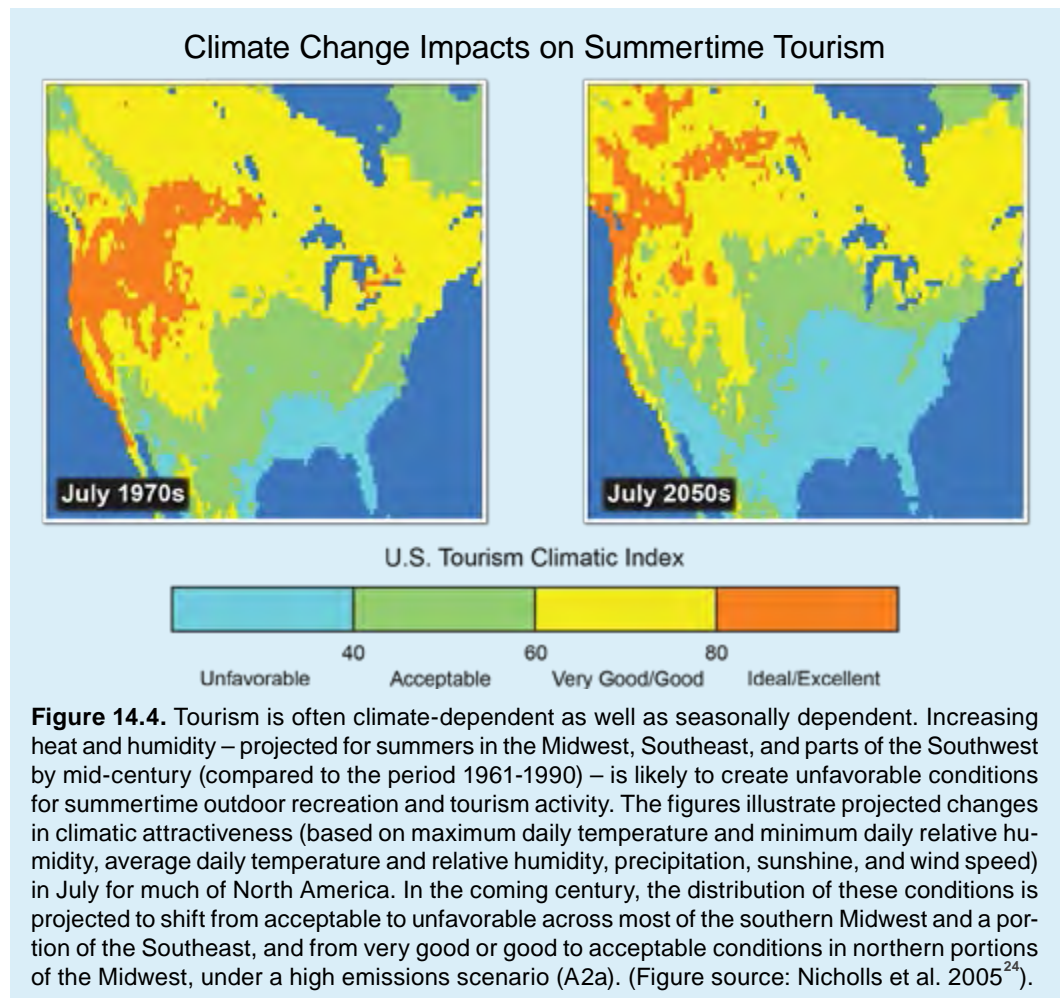 Climate Change Impacts on Summertime Tourism
July 1970s
July 2050s
U.S. Tourism Climatic Index
40 60 80
Unfavorable Acceptable Very Good/Good Ideal/Excellent
Figure 14.4. Tourism is often climate-dependent as well as seasonally dependent. Increasing
heat and humidity – projected for summers in the Midwest, Southeast, and parts of the Southwest
by mid-century (compared to the period 1961-1990) – is likely to create unfavorable conditions
for summertime outdoor recreation and tourism activity. The figures illustrate projected changes
in climatic attractiveness (based on maximum daily temperature and minimum daily relative hu-
midity, average daily temperature and relative humidity, precipitation, sunshine, and wind speed)
in July for much of North America. In the coming century, the distribution of these conditions is
projected to shift from acceptable to unfavorable across most of the southern Midwest and a por-
tion of the Southeast, and from very good or good to acceptable conditions in northern portions
of the Midwest, under a high emissions scenario (A2a). (Figure source: Nicholls et al. 2005²⁴).